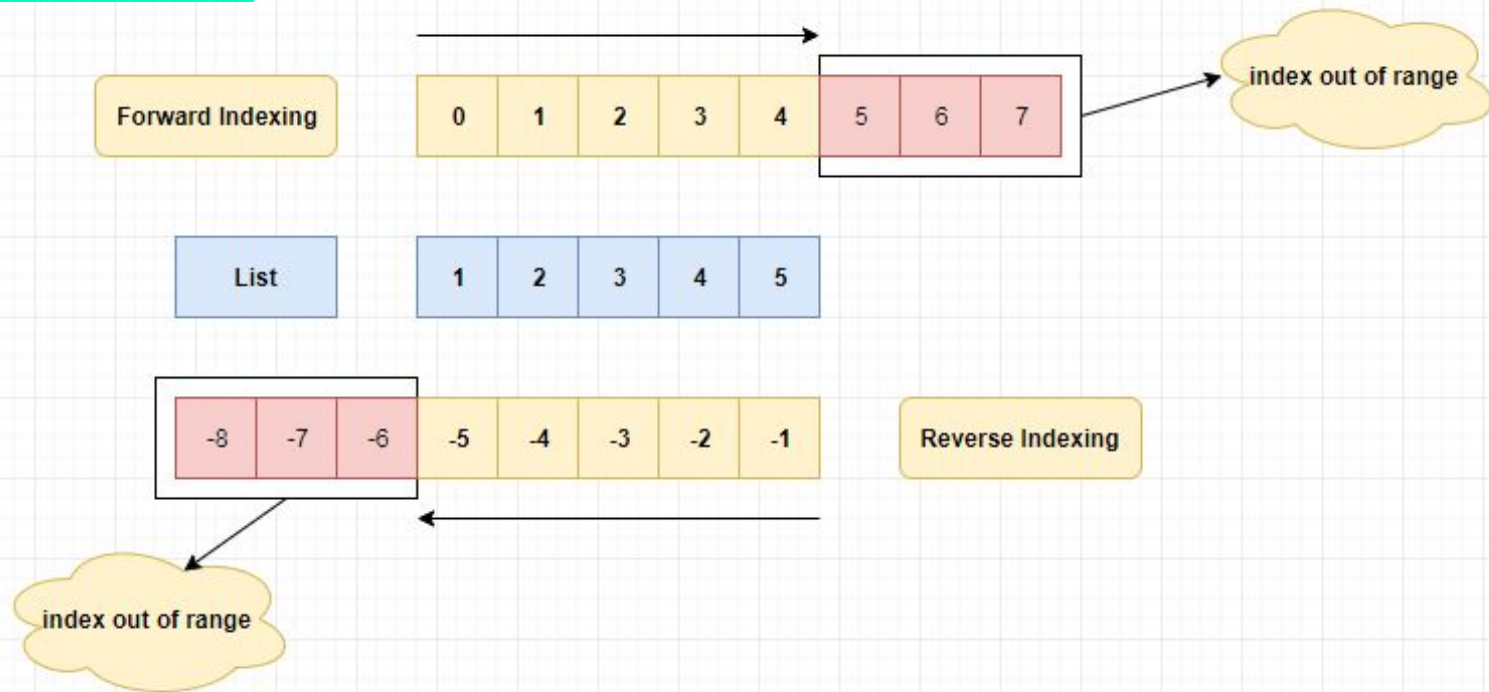 index out of range
Forward Indexing 0 1 2 3 4 5 6 7
List 1 2 3 4 5
-8 -7 -6 -5 -4 -3 -2 -1 Reverse Indexing
index out of range